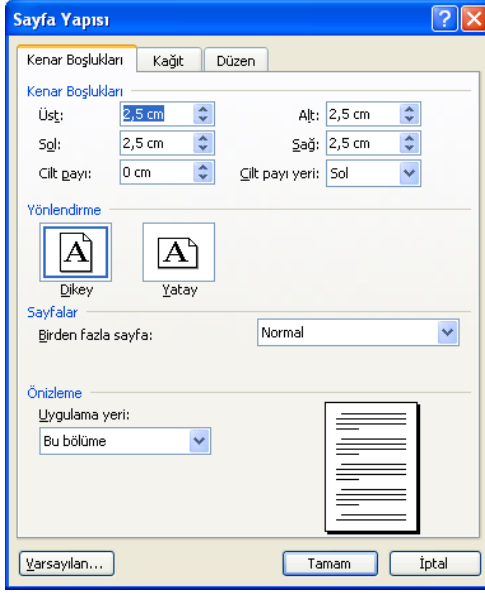 Sayfa Yapısı
Kenar Boşlukları Kağıt Düzen
Kenar Boşlukları
Üst: 2,5 cm Alt: 2,5 cm
Sol: 2,5 cm Sağ: 2,5 cm
Cilt payı: 0 cm Cilt payı yeri: Sol
Yönlendirme
A A
Dikey Yatay
Sayfalar
Birden fazla sayfa: Normal
Önizleme
Uygulama yeri:
Bu bölüme
Varsayılan... Tamam İptal